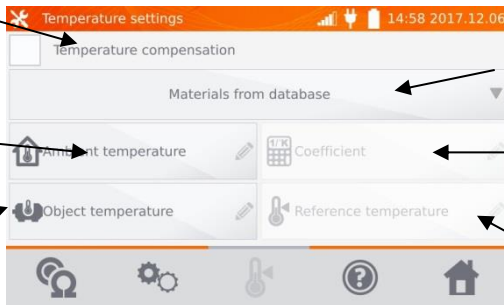 Temperature settings 14:58 2017.12.06
Temperature compensation
Materials from database
Ambient temperature
1/°K Coefficient
Object temperature
Reference temperature
?